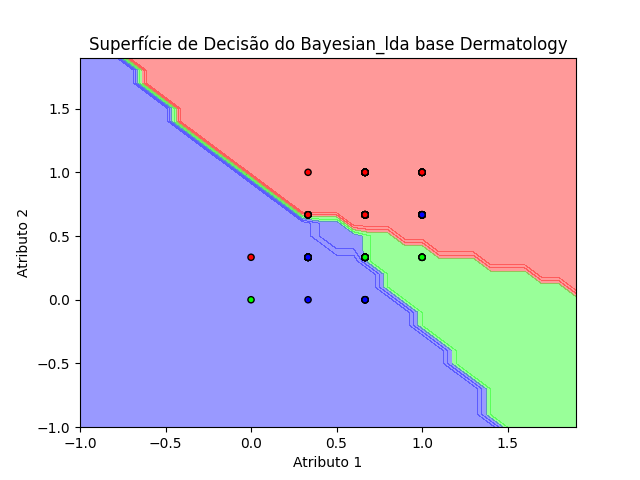 Superfície de Decisão do Bayesian_lda base Dermatology
Atributo 2
1.5
1.0
0.5
0.0
−0.5
−1.0
−1.0 −0.5 0.0 0.5 1.0 1.5
Atributo 1